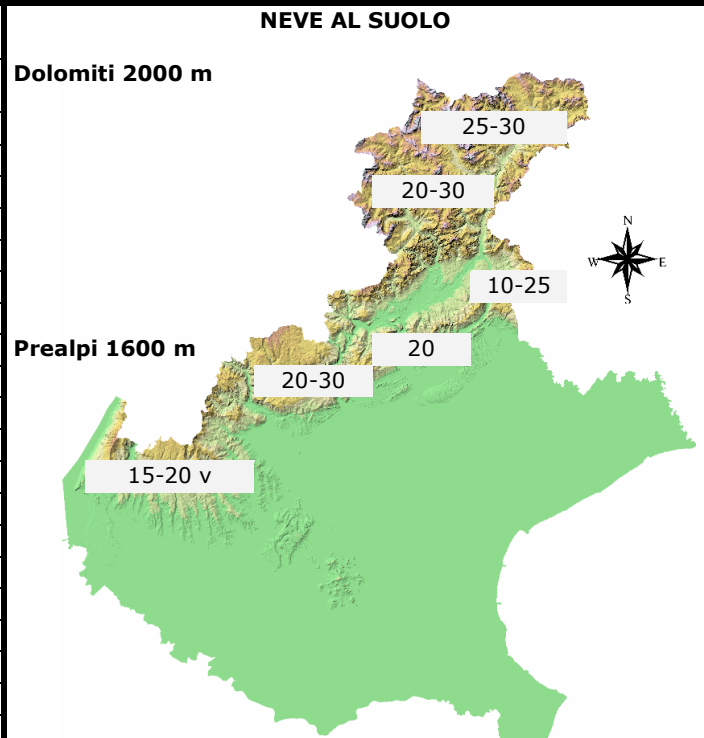 NEVE AL SUOLO
Dolomiti 2000 m
25-30
20-30
N
W E
S
10-25
Prealpi 1600 m
20
20-30
15-20 v